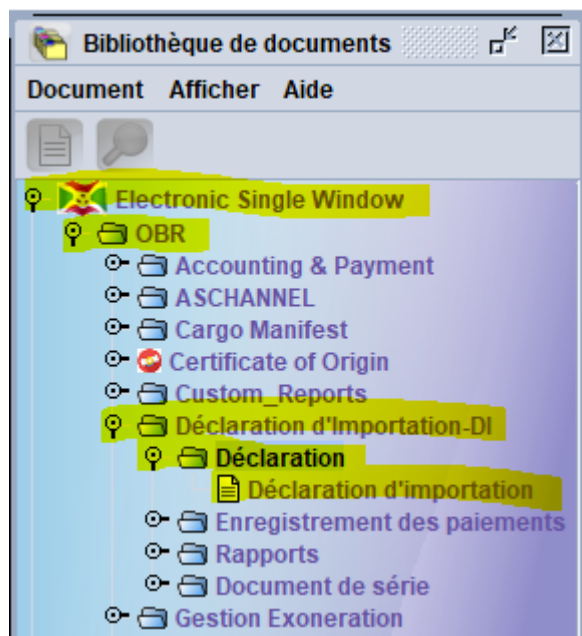 Bibliothèque de documents
Document Afficher Aide
Electronic Single Window
OBR
Accounting & Payment
ASCHANNEL
Cargo Manifest
Certificate of Origin
Custom_Reports
Déclaration d'Importation-DI
Déclaration
Déclaration d'importation
Enregistrement des paiements
Rapports
Document de série
Gestion Exoneration